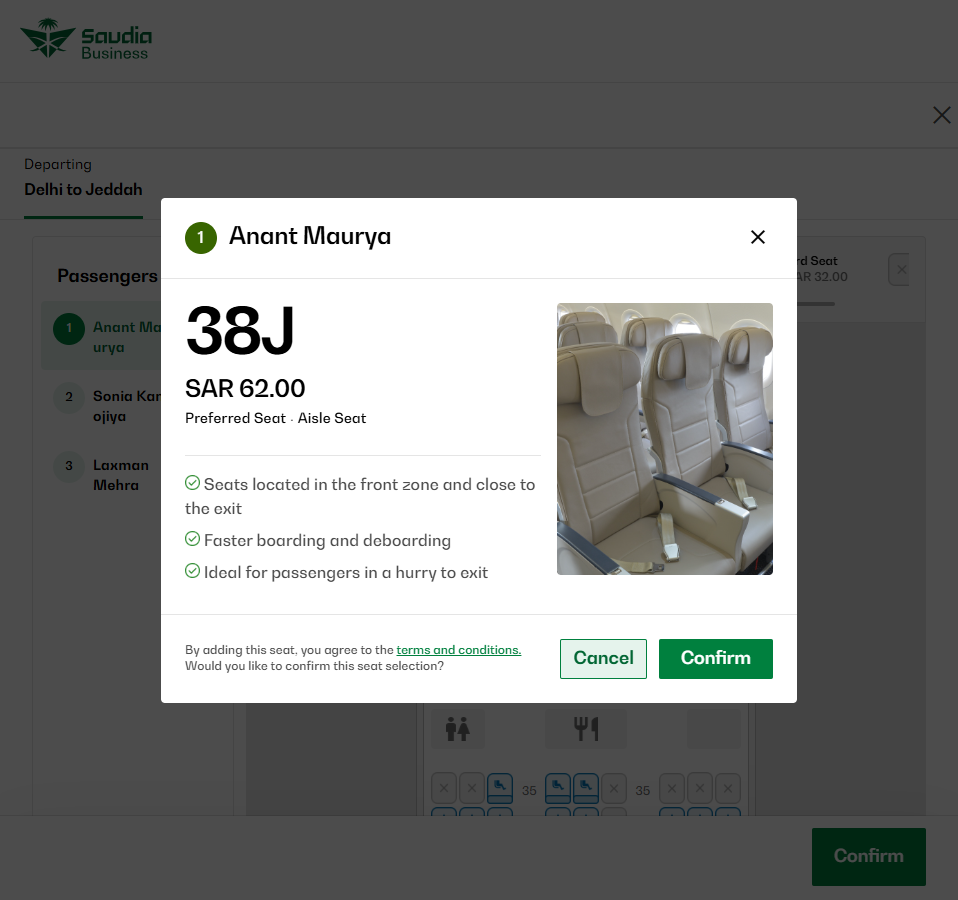 Saudia
Business
Departing
Delhi to Jeddah
Passengers
1 Anant Ma
urya
2 Sonia Kan
ojiya
3 Laxman
Mehra
rd Seat
AR 32.00
1 Anant Maurya
38J
SAR 62.00
Preferred Seat · Aisle Seat
Seats located in the front zone and close to
the exit
Faster boarding and deboarding
Ideal for passengers in a hurry to exit
By adding this seat, you agree to the terms and conditions.
Would you like to confirm this seat selection?
Cancel
Confirm
35 35
Confirm